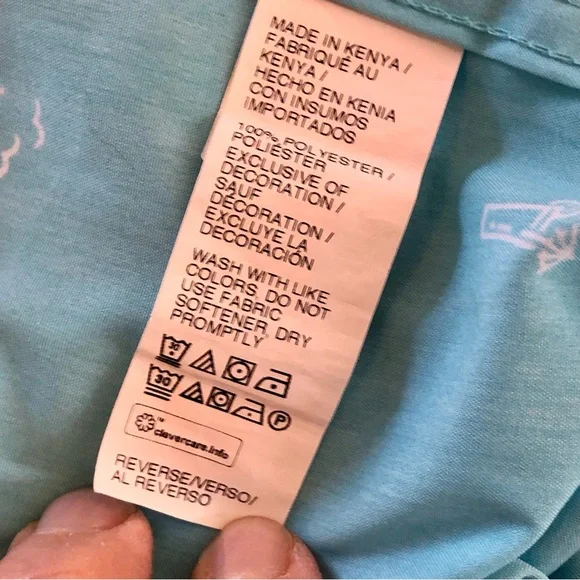 MADE IN KENYA /
FABRIQUÉ AU
KENYA /
HECHO EN KENIA
CON INSUMOS
IMPORTADOS
100% POLYESTER /
POLIÉSTER
EXCLUSIVE OF
DECORATION /
SAUF
DÉCORATION /
EXCLUYE LA
DECORACIÓN
WASH WITH LIKE
COLORS, DO NOT
USE FABRIC
SOFTENER, DRY
PROMPTLY
30
30 P
TM
clevercare.info
REVERSE/VERSO/
AL REVERSO